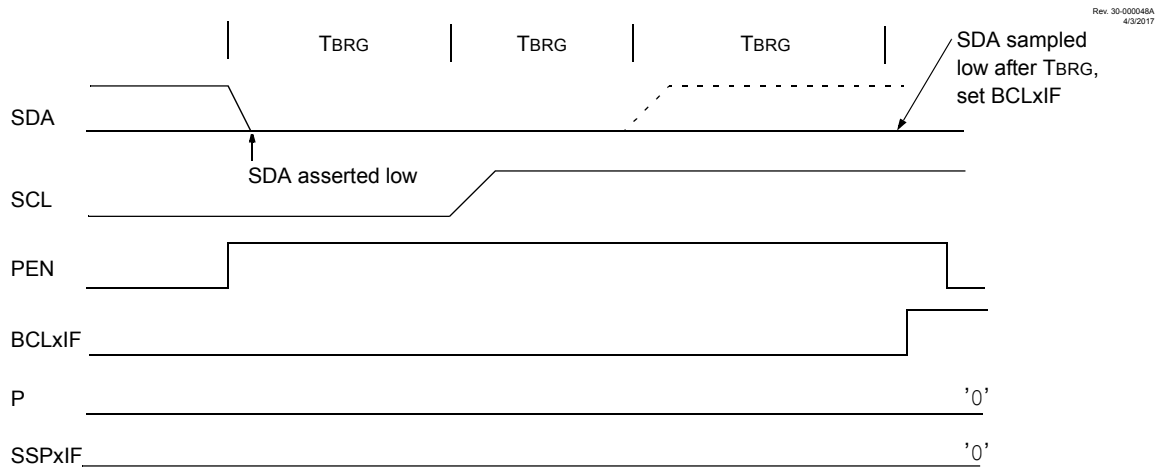 Rev. 30-000048A
4/3/2017
TBRG TBRG TBRG
SDA sampled
low after TBRG,
set BCLxIF
SDA
SDA asserted low
SCL
PEN
BCLxIF
P '0'
SSPxIF '0'